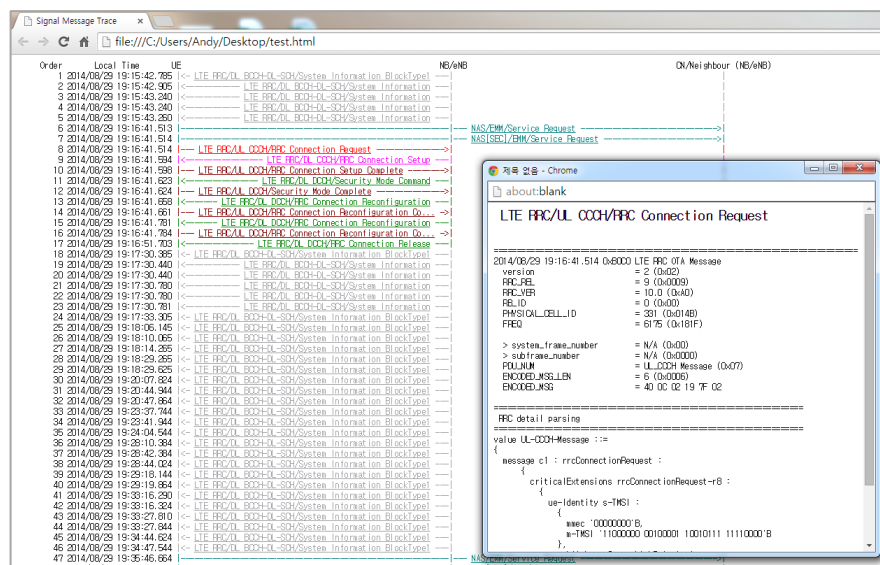 Signal Message Trace
file:///C:/Users/Andy/Desktop/test.html
Order Local Time UE NB/eNB CN/Neighbour (NB/eNB)
1 2014/08/29 19:15:42.785 |<- LTE RRC/DL BCCH-DL-SCH/System Information BlockType1 ---|
2 2014/08/29 19:15:42.905 |<--------- LTE RRC/DL BCCH-DL-SCH/System Information ---|
3 2014/08/29 19:15:43.240 |<--------- LTE RRC/DL BCCH-DL-SCH/System Information ---|
4 2014/08/29 19:15:43.240 |<--------- LTE RRC/DL BCCH-DL-SCH/System Information ---|
5 2014/08/29 19:15:43.260 |<--------- LTE RRC/DL BCCH-DL-SCH/System Information ---|
6 2014/08/29 19:16:41.513 |---------|--- NAS/EMM/Service Request --------->|
7 2014/08/29 19:16:41.514 |---------|--- NAS[SEC]/EMM/Service Request --------->|
8 2014/08/29 19:16:41.514 |--- LTE RRC/UL CCCH/RRC Connection Request --------->|
9 2014/08/29 19:16:41.594 |<--------- LTE RRC/DL CCCH/RRC Connection Setup ---|
10 2014/08/29 19:16:41.598 |--- LTE RRC/UL DCCH/RRC Connection Setup Complete --------->|
11 2014/08/29 19:16:41.623 |<--------- LTE RRC/DL DCCH/Security Mode Command ---|
12 2014/08/29 19:16:41.624 |--- LTE RRC/UL DCCH/Security Mode Complete --------->|
13 2014/08/29 19:16:41.658 |<------ LTE RRC/DL DCCH/RRC Connection Reconfiguration ---|
14 2014/08/29 19:16:41.661 |--- LTE RRC/UL DCCH/RRC Connection Reconfiguration Co... ->|
15 2014/08/29 19:16:41.781 |<------ LTE RRC/DL DCCH/RRC Connection Reconfiguration ---|
16 2014/08/29 19:16:41.784 |--- LTE RRC/UL DCCH/RRC Connection Reconfiguration Co... ->|
17 2014/08/29 19:16:51.703 |<--------- LTE RRC/DL DCCH/RRC Connection Release ---|
18 2014/08/29 19:17:30.385 |<- LTE RRC/DL BCCH-DL-SCH/System Information BlockType1 ---|
19 2014/08/29 19:17:30.440 |<--------- LTE RRC/DL BCCH-DL-SCH/System Information ---|
20 2014/08/29 19:17:30.440 |<--------- LTE RRC/DL BCCH-DL-SCH/System Information ---|
21 2014/08/29 19:17:30.780 |<--------- LTE RRC/DL BCCH-DL-SCH/System Information ---|
22 2014/08/29 19:17:30.780 |<--------- LTE RRC/DL BCCH-DL-SCH/System Information ---|
23 2014/08/29 19:17:30.781 |<--------- LTE RRC/DL BCCH-DL-SCH/System Information ---|
24 2014/08/29 19:17:33.305 |<- LTE RRC/DL BCCH-DL-SCH/System Information BlockType1 ---|
25 2014/08/29 19:18:06.145 |<- LTE RRC/DL BCCH-DL-SCH/System Information BlockType1 ---|
26 2014/08/29 19:18:10.065 |<- LTE RRC/DL BCCH-DL-SCH/System Information BlockType1 ---|
27 2014/08/29 19:18:14.265 |<- LTE RRC/DL BCCH-DL-SCH/System Information BlockType1 ---|
28 2014/08/29 19:18:29.265 |<- LTE RRC/DL BCCH-DL-SCH/System Information BlockType1 ---|
29 2014/08/29 19:18:29.625 |<- LTE RRC/DL BCCH-DL-SCH/System Information BlockType1 ---|
30 2014/08/29 19:20:07.824 |<- LTE RRC/DL BCCH-DL-SCH/System Information BlockType1 ---|
31 2014/08/29 19:20:44.944 |<- LTE RRC/DL BCCH-DL-SCH/System Information BlockType1 ---|
32 2014/08/29 19:20:47.864 |<- LTE RRC/DL BCCH-DL-SCH/System Information BlockType1 ---|
33 2014/08/29 19:23:37.744 |<- LTE RRC/DL BCCH-DL-SCH/System Information BlockType1 ---|
34 2014/08/29 19:23:41.944 |<- LTE RRC/DL BCCH-DL-SCH/System Information BlockType1 ---|
35 2014/08/29 19:24:04.544 |<- LTE RRC/DL BCCH-DL-SCH/System Information BlockType1 ---|
36 2014/08/29 19:28:10.384 |<- LTE RRC/DL BCCH-DL-SCH/System Information BlockType1 ---|
37 2014/08/29 19:28:42.384 |<- LTE RRC/DL BCCH-DL-SCH/System Information BlockType1 ---|
38 2014/08/29 19:28:44.024 |<- LTE RRC/DL BCCH-DL-SCH/System Information BlockType1 ---|
39 2014/08/29 19:29:18.144 |<- LTE RRC/DL BCCH-DL-SCH/System Information BlockType1 ---|
40 2014/08/29 19:29:19.864 |<- LTE RRC/DL BCCH-DL-SCH/System Information BlockType1 ---|
41 2014/08/29 19:33:16.290 |<- LTE RRC/DL BCCH-DL-SCH/System Information BlockType1 ---|
42 2014/08/29 19:33:16.324 |<- LTE RRC/DL BCCH-DL-SCH/System Information BlockType1 ---|
43 2014/08/29 19:33:27.810 |<- LTE RRC/DL BCCH-DL-SCH/System Information BlockType1 ---|
44 2014/08/29 19:33:27.844 |<- LTE RRC/DL BCCH-DL-SCH/System Information BlockType1 ---|
45 2014/08/29 19:34:44.624 |<- LTE RRC/DL BCCH-DL-SCH/System Information BlockType1 ---|
46 2014/08/29 19:34:47.544 |<- LTE RRC/DL BCCH-DL-SCH/System Information BlockType1 ---|
47 2014/08/29 19:35:46.664 |---------|--- NAS/EMM/Service Request --------->|
제목 없음 - Chrome
about:blank
LTE RRC/UL CCCH/RRC Connection Request
2014/08/29 19:16:41.514 0xB0C0 LTE RRC OTA Message
version = 2 (0x02)
RRC_REL = 9 (0x0009)
RRC_VER = 10.0 (0xA0)
RB_ID = 0 (0x00)
PHYSICAL_CELL_ID = 331 (0x014B)
FREQ = 6175 (0x181F)
> system_frame_number = N/A (0x00)
> subframe_number = N/A (0x0000)
PDU_NUM = UL_CCCH Message (0x07)
ENCODED_MSG_LEN = 6 (0x0006)
ENCODED_MSG = 40 0C 02 19 7F 02
RRC detail parsing
value UL-CCCH-Message ::=
{
message c1 : rrcConnectionRequest :
{
criticalExtensions rrcConnectionRequest-r8 :
{
ue-Identity s-TMSI :
{
mmec '00000000'B,
m-TMSI '11000000 00100001 10010111 11110000'B
},